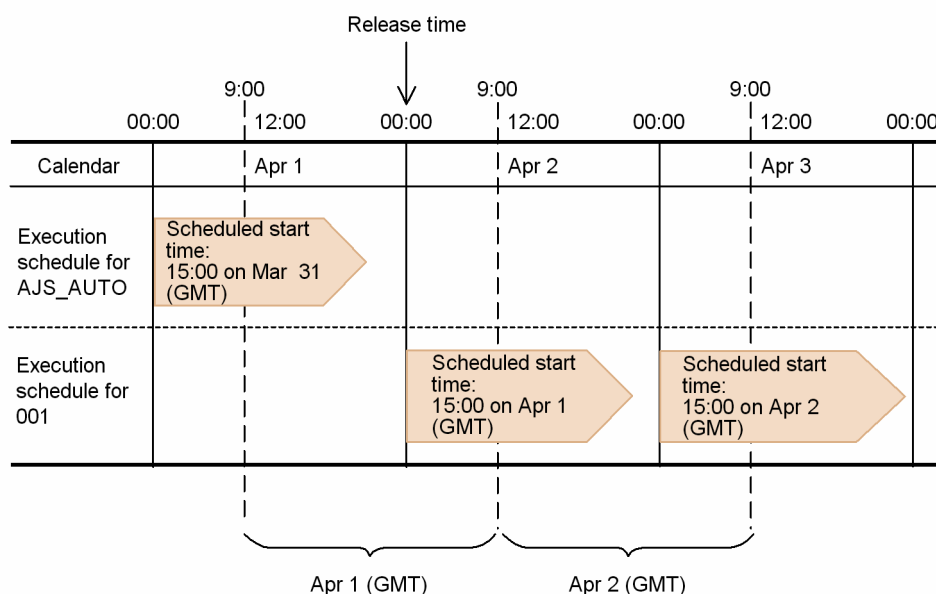 Release time
9:00 9:00 9:00
00:00 12:00 00:00 12:00 00:00 12:00 00:00
Calendar Apr 1 Apr 2 Apr 3
Execution
schedule for
AJS_AUTO
Scheduled start
time:
15:00 on Mar 31
(GMT)
Execution
schedule for
001
Scheduled start
time:
15:00 on Apr 1
(GMT)
Scheduled start
time:
15:00 on Apr 2
(GMT)
Apr 1 (GMT) Apr 2 (GMT)